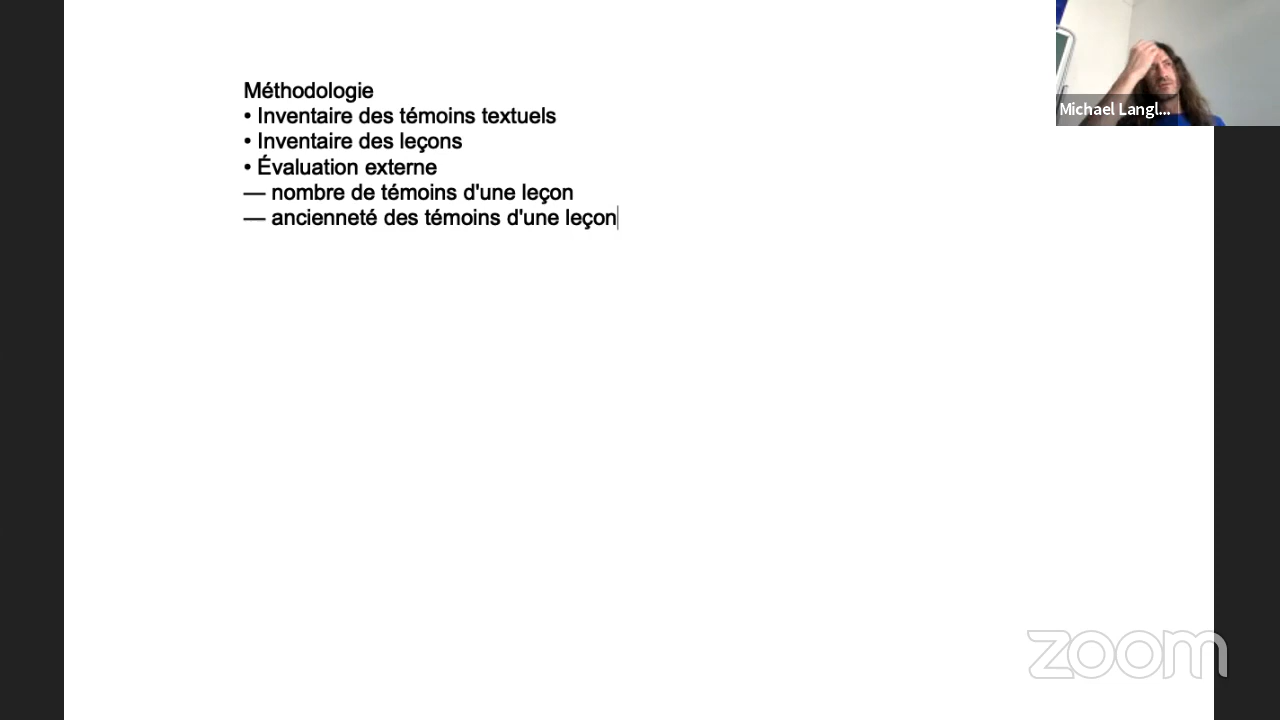 Méthodologie
• Inventaire des témoins textuels
• Inventaire des leçons
• Évaluation externe
— nombre de témoins d'une leçon
— ancienneté des témoins d'une leçon
Michael Langl...
zoom